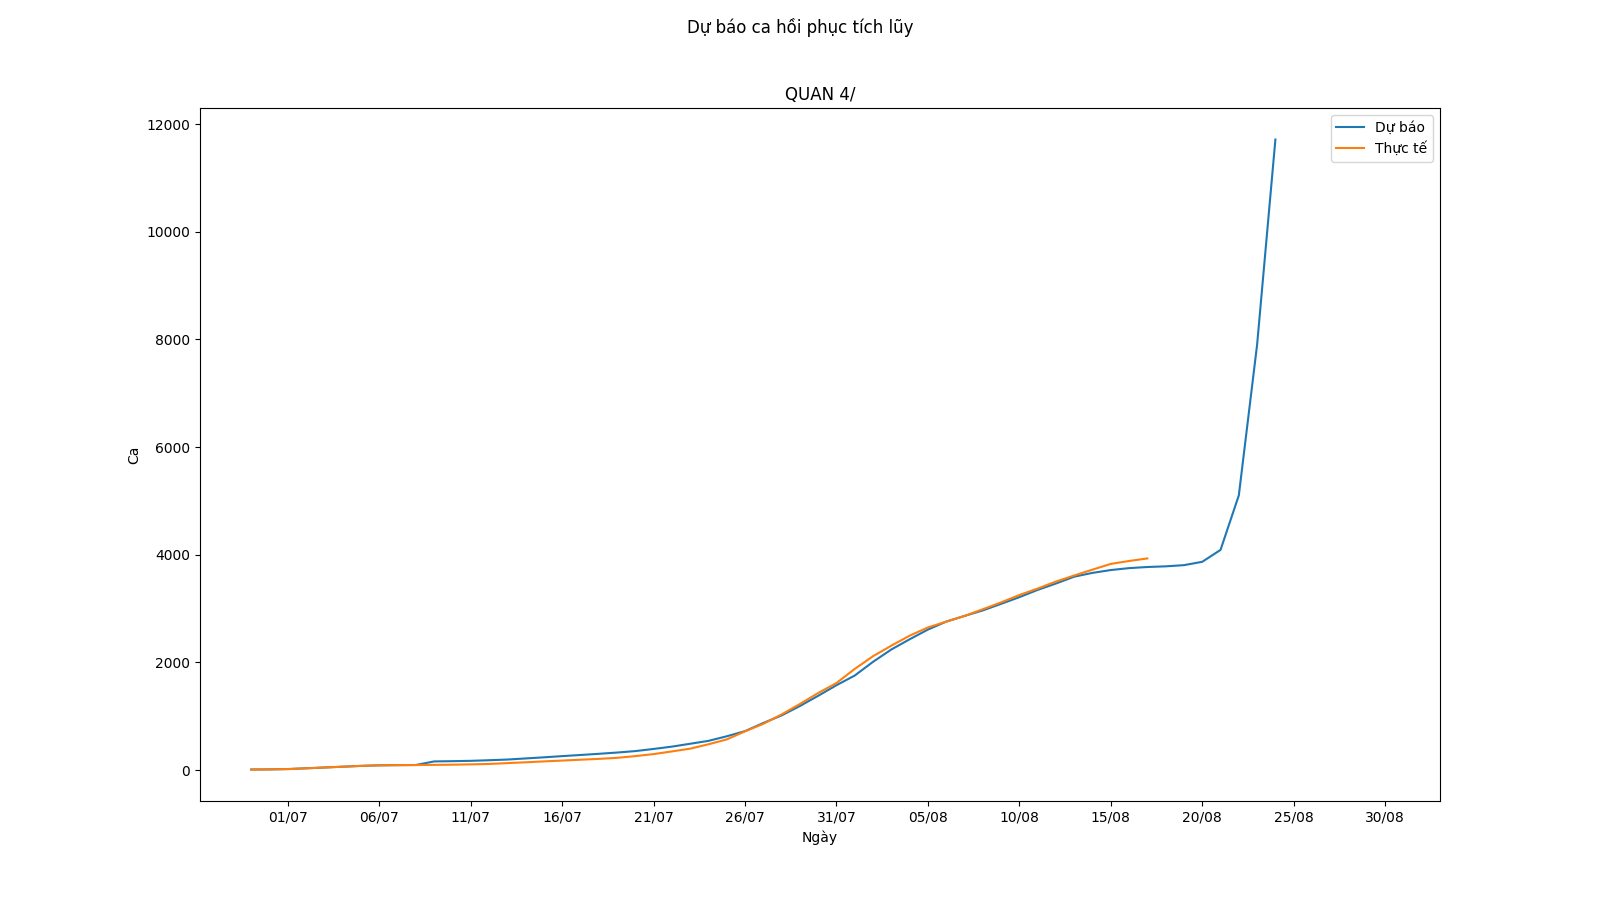 Dự báo ca hồi phục tích lũy
QUAN 4/
12000
10000
8000
6000
4000
2000
0
Ca
Dự báo
Thực tế
01/07 06/07 11/07 16/07 21/07 26/07 31/07 05/08 10/08 15/08 20/08 25/08 30/08
Ngày